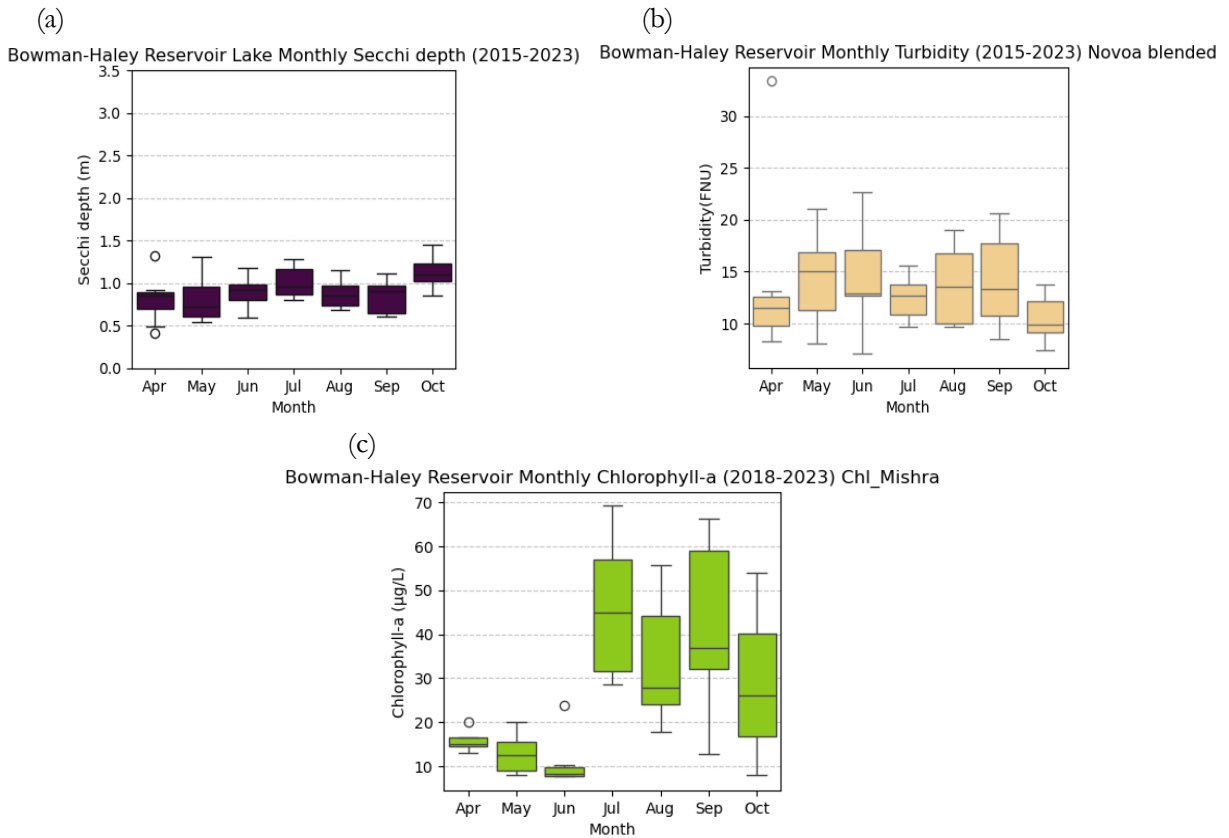 (a)
Bowman-Haley Reservoir Lake Monthly Secchi depth (2015-2023)
3.5
3.0
2.5
2.0
1.5
1.0
0.5
0.0
Secchi depth (m)
Apr May Jun Jul Aug Sep Oct
Month
(b)
Bowman-Haley Reservoir Monthly Turbidity (2015-2023) Novoa blended
30
25
20
15
10
Turbidity(FNU)
Apr May Jun Jul Aug Sep Oct
Month
(c)
Bowman-Haley Reservoir Monthly Chlorophyll-a (2018-2023) Chl_Mishra
70
60
50
40
30
20
10
Chlorophyll-a (µg/L)
Apr May Jun Jul Aug Sep Oct
Month